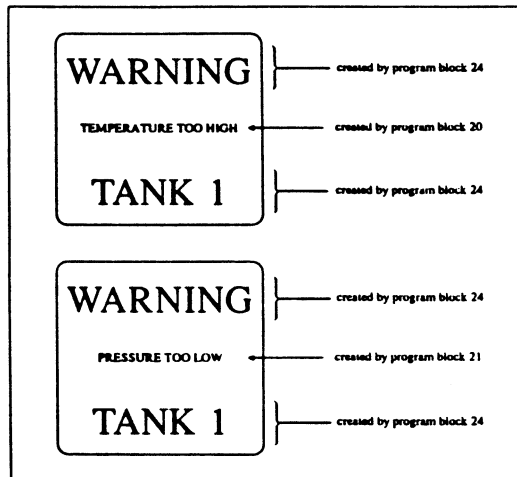 WARNING
created by program block 24
TEMPERATURE TOO HIGH
created by program block 20
TANK 1
created by program block 24
WARNING
created by program block 24
PRESSURE TOO LOW
created by program block 21
TANK 1
created by program block 24